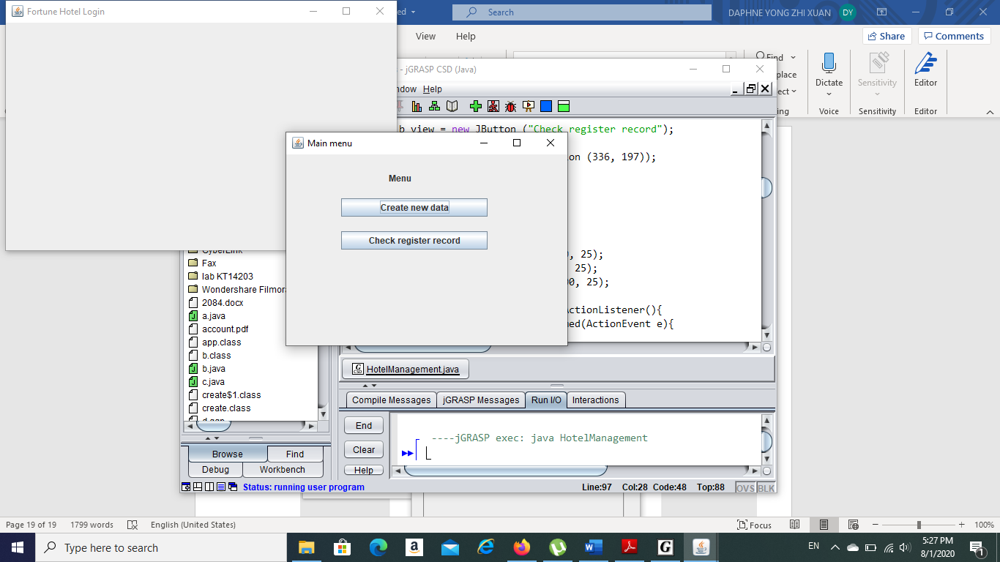 Fortune Hotel Login
ed
Search
DAPHNE YONG ZHI XUAN
DY
View
Help
Share
Comments
Find
place
ect
ing
Dictate
Voice
Sensitivity
Sensitivity
Editor
Editor
- jGRASP CSD (Java)
ndow Help
b view = new JButton ("Check register record");
ion (336, 197));
, 25);
25);
00, 25);
ActionListener(){
med(ActionEvent e){
Main menu
Menu
Create new data
Check register record
CyberLink
Fax
lab KT14203
Wondershare Filmor
2084.docx
a.java
account.pdf
app.class
b.class
b.java
c.java
create$1.class
create.class
Browse
Find
Debug
Workbench
HotelManagement.java
Compile Messages
jGRASP Messages
Run I/O
Interactions
End
Clear
Help
----jGRASP exec: java HotelManagement
Status: running user program
Line:97 Col:28 Code:48 Top:88
OVS BLK
Page 19 of 19
1799 words
English (United States)
Focus
100%
Type here to search
EN
5:27 PM
8/1/2020
1